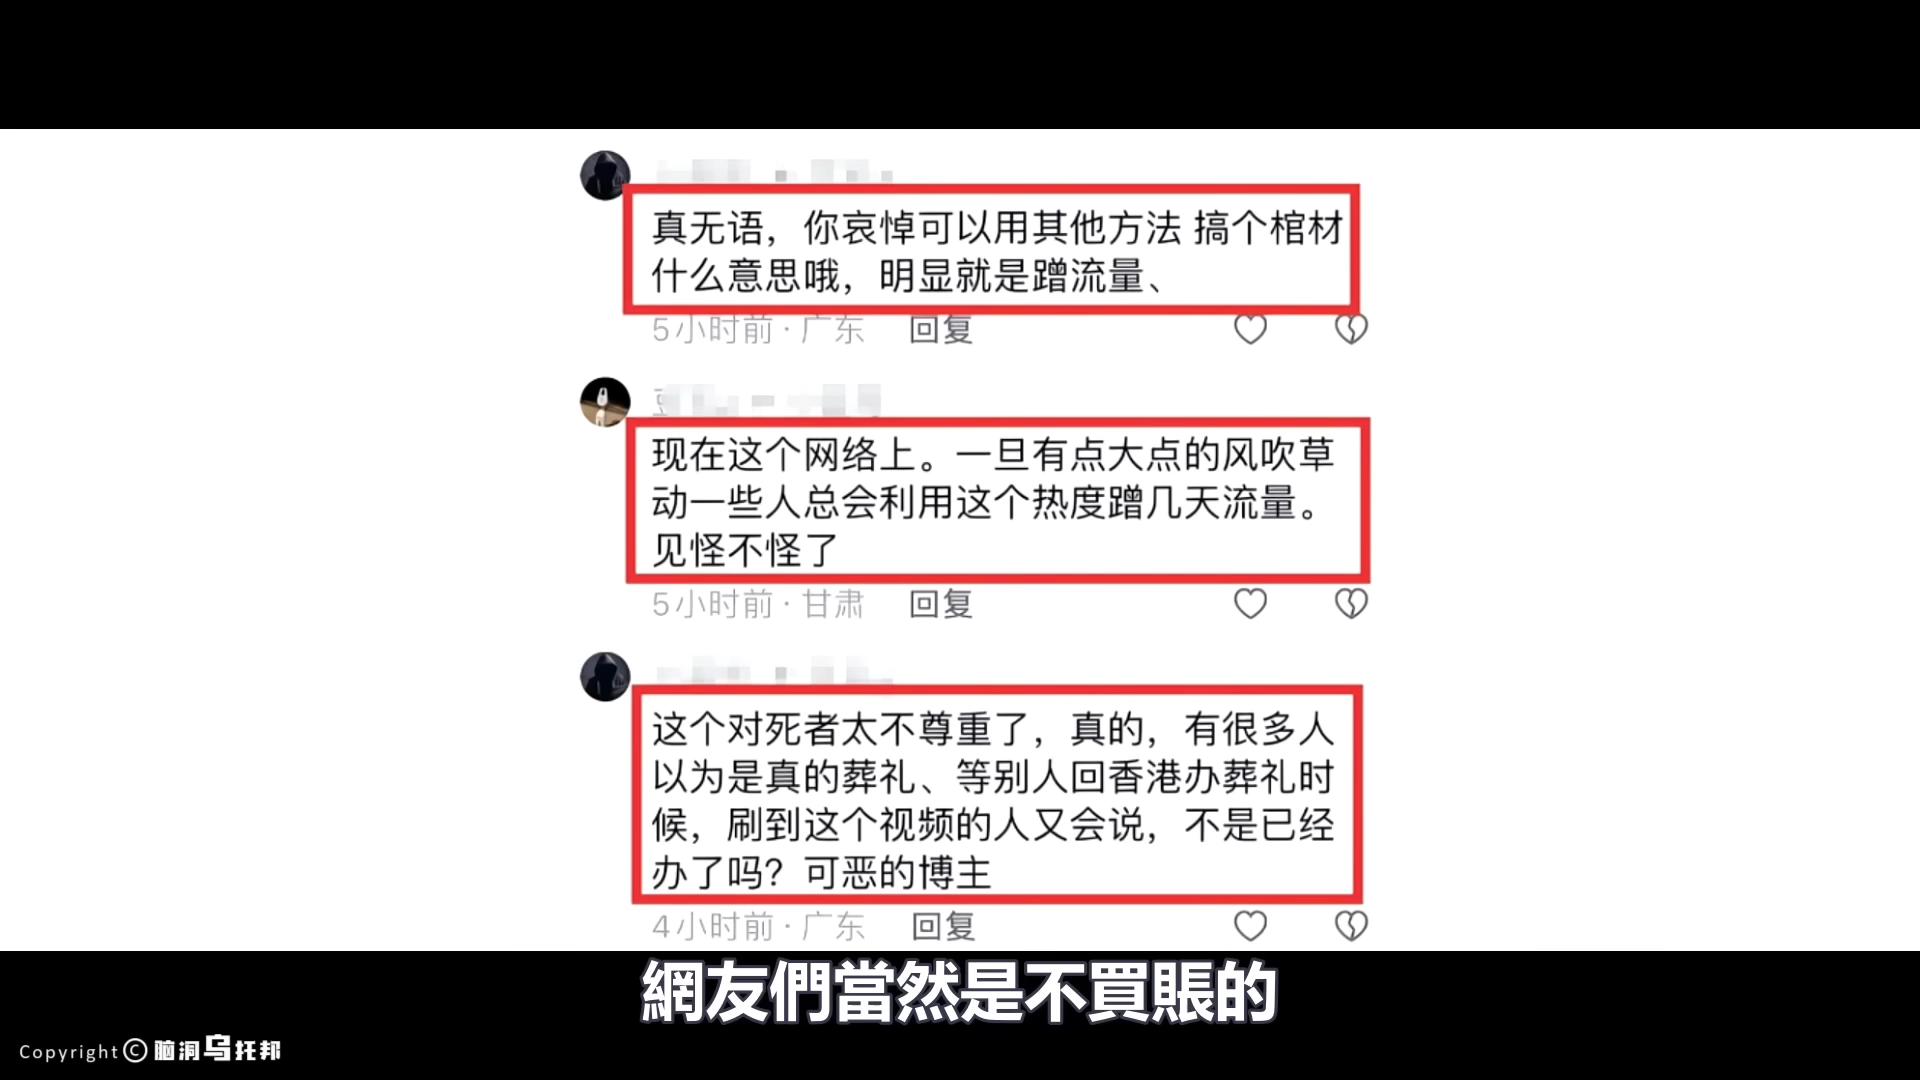 真无语，你哀悼可以用其他方法 搞个棺材
什么意思哦，明显就是蹭流量、
5小时前·广东 回复
现在这个网络上。一旦有点大点的风吹草
动一些人总会利用这个热度蹭几天流量。
见怪不怪了
5小时前·甘肃 回复
这个对死者太不尊重了，真的，有很多人
以为是真的葬礼、等别人回香港办葬礼时
候，刷到这个视频的人又会说，不是已经
办了吗？可恶的博主
4小时前·广东 回复
網友們當然是不買賬的
Copyright © 脑洞乌托邦